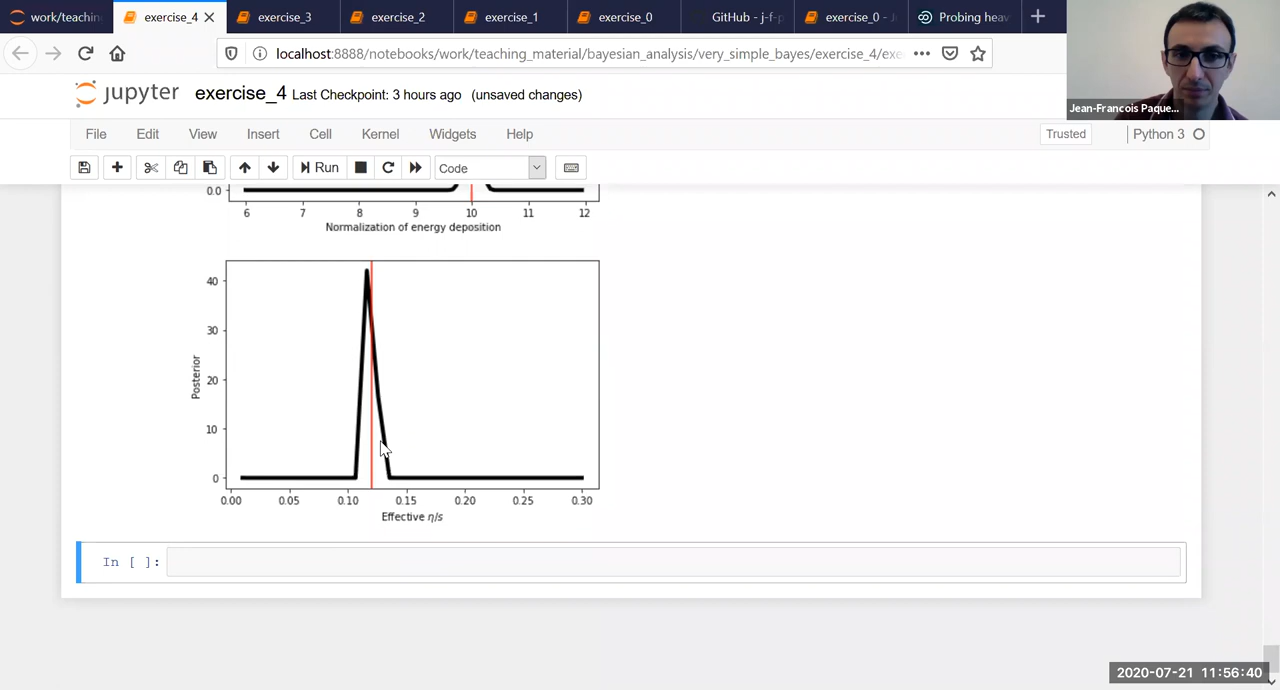 work/teachin
exercise_4
exercise_3
exercise_2
exercise_1
exercise_0
GitHub - j-f-p
exercise_0 - J
Probing heav
localhost:8888/notebooks/work/teaching_material/bayesian_analysis/very_simple_bayes/exercise_4/exe
Jean-Francois Paque...
jupyter exercise_4 Last Checkpoint: 3 hours ago (unsaved changes)
File Edit View Insert Cell Kernel Widgets Help
Trusted Python 3
Run Code
0.0
6 7 8 9 10 11 12
Normalization of energy deposition
40
30
20
10
0
Posterior
0.00 0.05 0.10 0.15 0.20 0.25 0.30
Effective η/s
In [ ]:
2020-07-21 11:56:40